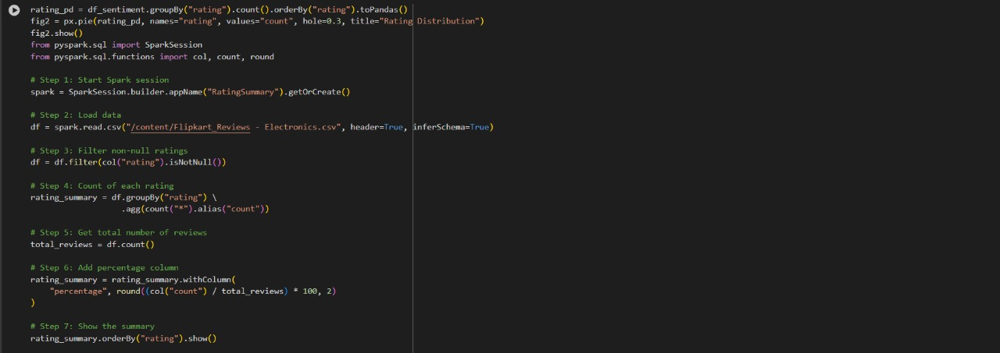 rating_pd = df_sentiment.groupBy("rating").count().orderBy("rating").toPandas()
fig2 = px.pie(rating_pd, names="rating", values="count", hole=0.3, title="Rating Distribution")
fig2.show()
from pyspark.sql import SparkSession
from pyspark.sql.functions import col, count, round

# Step 1: Start Spark session
spark = SparkSession.builder.appName("RatingSummary").getOrCreate()

# Step 2: Load data
df = spark.read.csv("/content/Flipkart_Reviews - Electronics.csv", header=True, inferSchema=True)

# Step 3: Filter non-null ratings
df = df.filter(col("rating").isNotNull())

# Step 4: Count of each rating
rating_summary = df.groupBy("rating") \
                   .agg(count("*").alias("count"))

# Step 5: Get total number of reviews
total_reviews = df.count()

# Step 6: Add percentage column
rating_summary = rating_summary.withColumn(
    "percentage", round((col("count") / total_reviews) * 100, 2)
)

# Step 7: Show the summary
rating_summary.orderBy("rating").show()